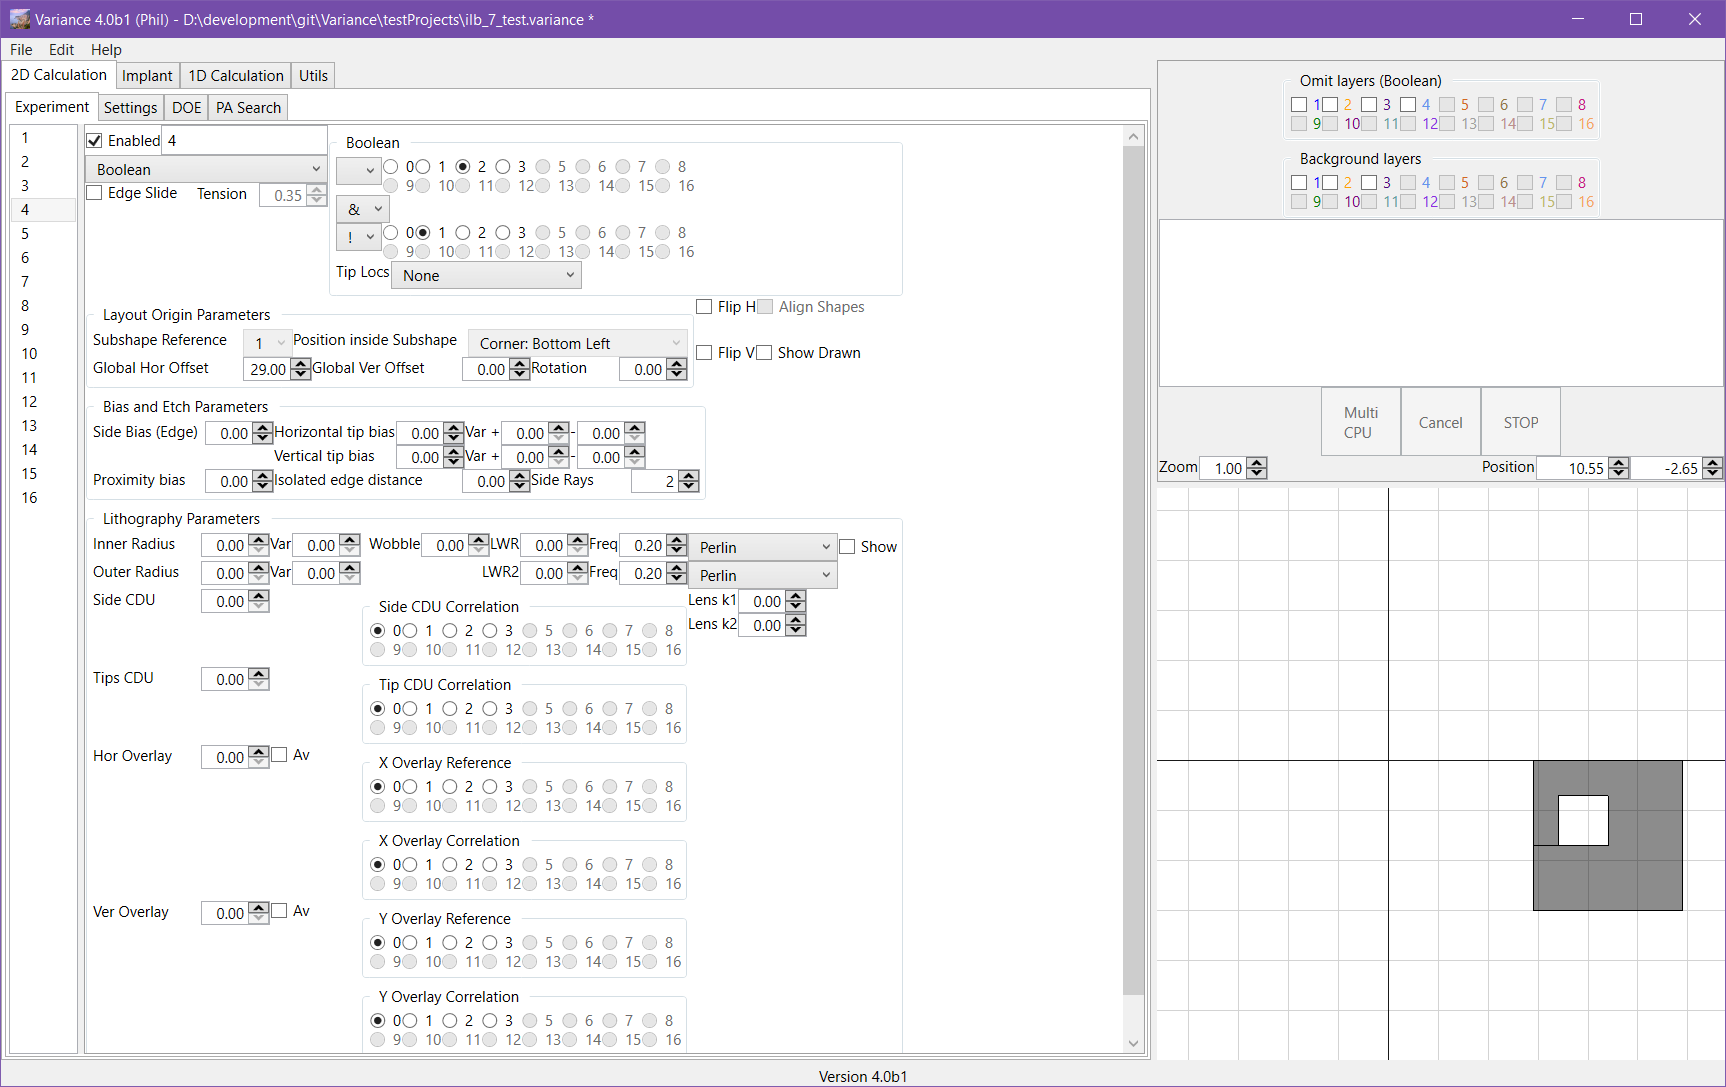 Variance 4.0b1 (Phil) - D:\development\git\Variance\testProjects\ilb_7_test.variance *
File Edit Help
2D Calculation Implant 1D Calculation Utils
Experiment Settings DOE PA Search
1
2
3
4
5
6
7
8
9
10
11
12
13
14
15
16
Enabled 4
Boolean
Edge Slide Tension 0.35
Boolean
0 1 2 3 5 6 7 8
9 10 11 12 13 14 15 16
&
! 0 1 2 3 5 6 7 8
9 10 11 12 13 14 15 16
Tip Locs None
Layout Origin Parameters
Subshape Reference 1 Position inside Subshape Corner: Bottom Left
Global Hor Offset 29.00 Global Ver Offset 0.00 Rotation 0.00
Flip H Align Shapes
Flip V Show Drawn
Bias and Etch Parameters
Side Bias (Edge) 0.00 Horizontal tip bias 0.00 Var + 0.00 - 0.00
Vertical tip bias 0.00 Var + 0.00 - 0.00
Proximity bias 0.00 Isolated edge distance 0.00 Side Rays 2
Lithography Parameters
Inner Radius 0.00 Var 0.00 Wobble 0.00 LWR 0.00 Freq 0.20 Perlin Show
Outer Radius 0.00 Var 0.00 LWR2 0.00 Freq 0.20 Perlin
Side CDU 0.00
Side CDU Correlation
0 1 2 3 5 6 7 8
9 10 11 12 13 14 15 16
Lens k1 0.00
Lens k2 0.00
Tips CDU 0.00
Tip CDU Correlation
0 1 2 3 5 6 7 8
9 10 11 12 13 14 15 16
Hor Overlay 0.00 Av
X Overlay Reference
0 1 2 3 5 6 7 8
9 10 11 12 13 14 15 16
X Overlay Correlation
0 1 2 3 5 6 7 8
9 10 11 12 13 14 15 16
Ver Overlay 0.00 Av
Y Overlay Reference
0 1 2 3 5 6 7 8
9 10 11 12 13 14 15 16
Y Overlay Correlation
0 1 2 3 5 6 7 8
9 10 11 12 13 14 15 16
Omit layers (Boolean)
1 2 3 4 5 6 7 8
9 10 11 12 13 14 15 16
Background layers
1 2 3 4 5 6 7 8
9 10 11 12 13 14 15 16
Multi CPU
Cancel
STOP
Zoom 1.00 Position 10.55 -2.65
Version 4.0b1